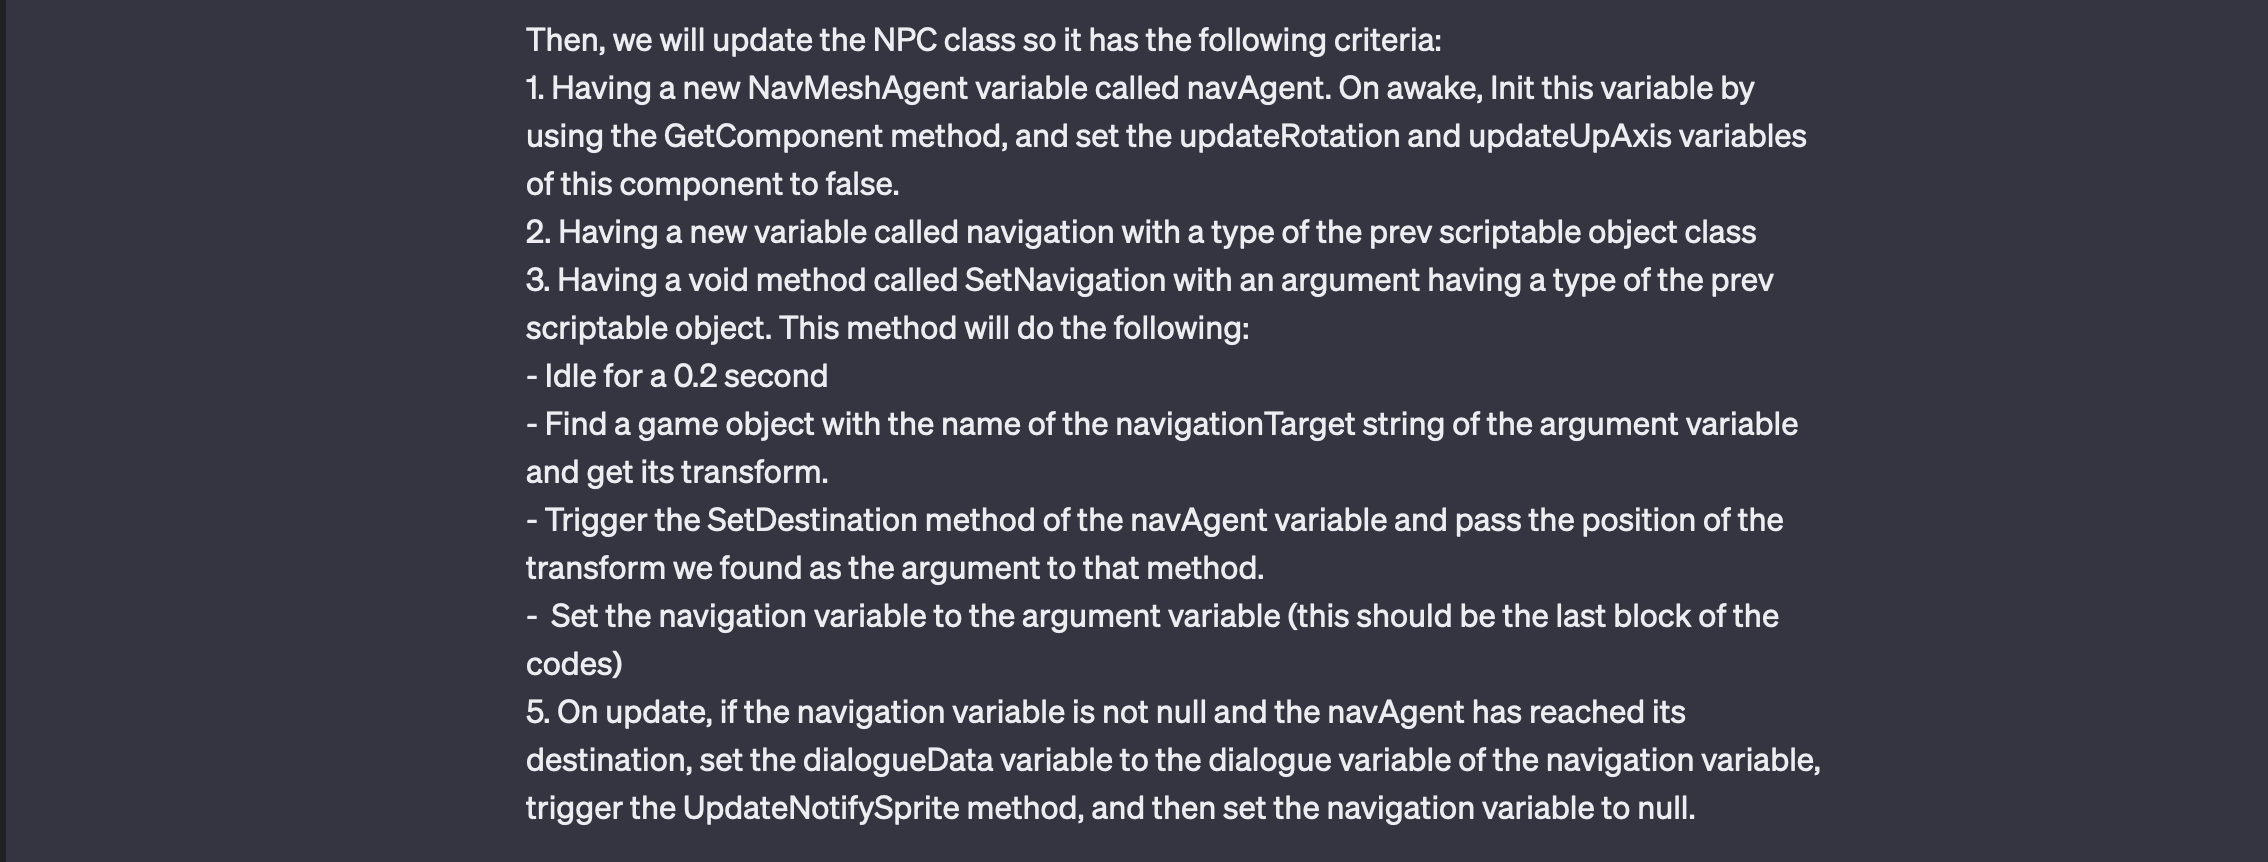 Then, we will update the NPC class so it has the following criteria:
1. Having a new NavMeshAgent variable called navAgent. On awake, Init this variable by
using the GetComponent method, and set the updateRotation and updateUpAxis variables
of this component to false.
2. Having a new variable called navigation with a type of the prev scriptable object class
3. Having a void method called SetNavigation with an argument having a type of the prev
scriptable object. This method will do the following:
- Idle for a 0.2 second
- Find a game object with the name of the navigationTarget string of the argument variable
and get its transform.
- Trigger the SetDestination method of the navAgent variable and pass the position of the
transform we found as the argument to that method.
-  Set the navigation variable to the argument variable (this should be the last block of the
codes)
5. On update, if the navigation variable is not null and the navAgent has reached its
destination, set the dialogueData variable to the dialogue variable of the navigation variable,
trigger the UpdateNotifySprite method, and then set the navigation variable to null.